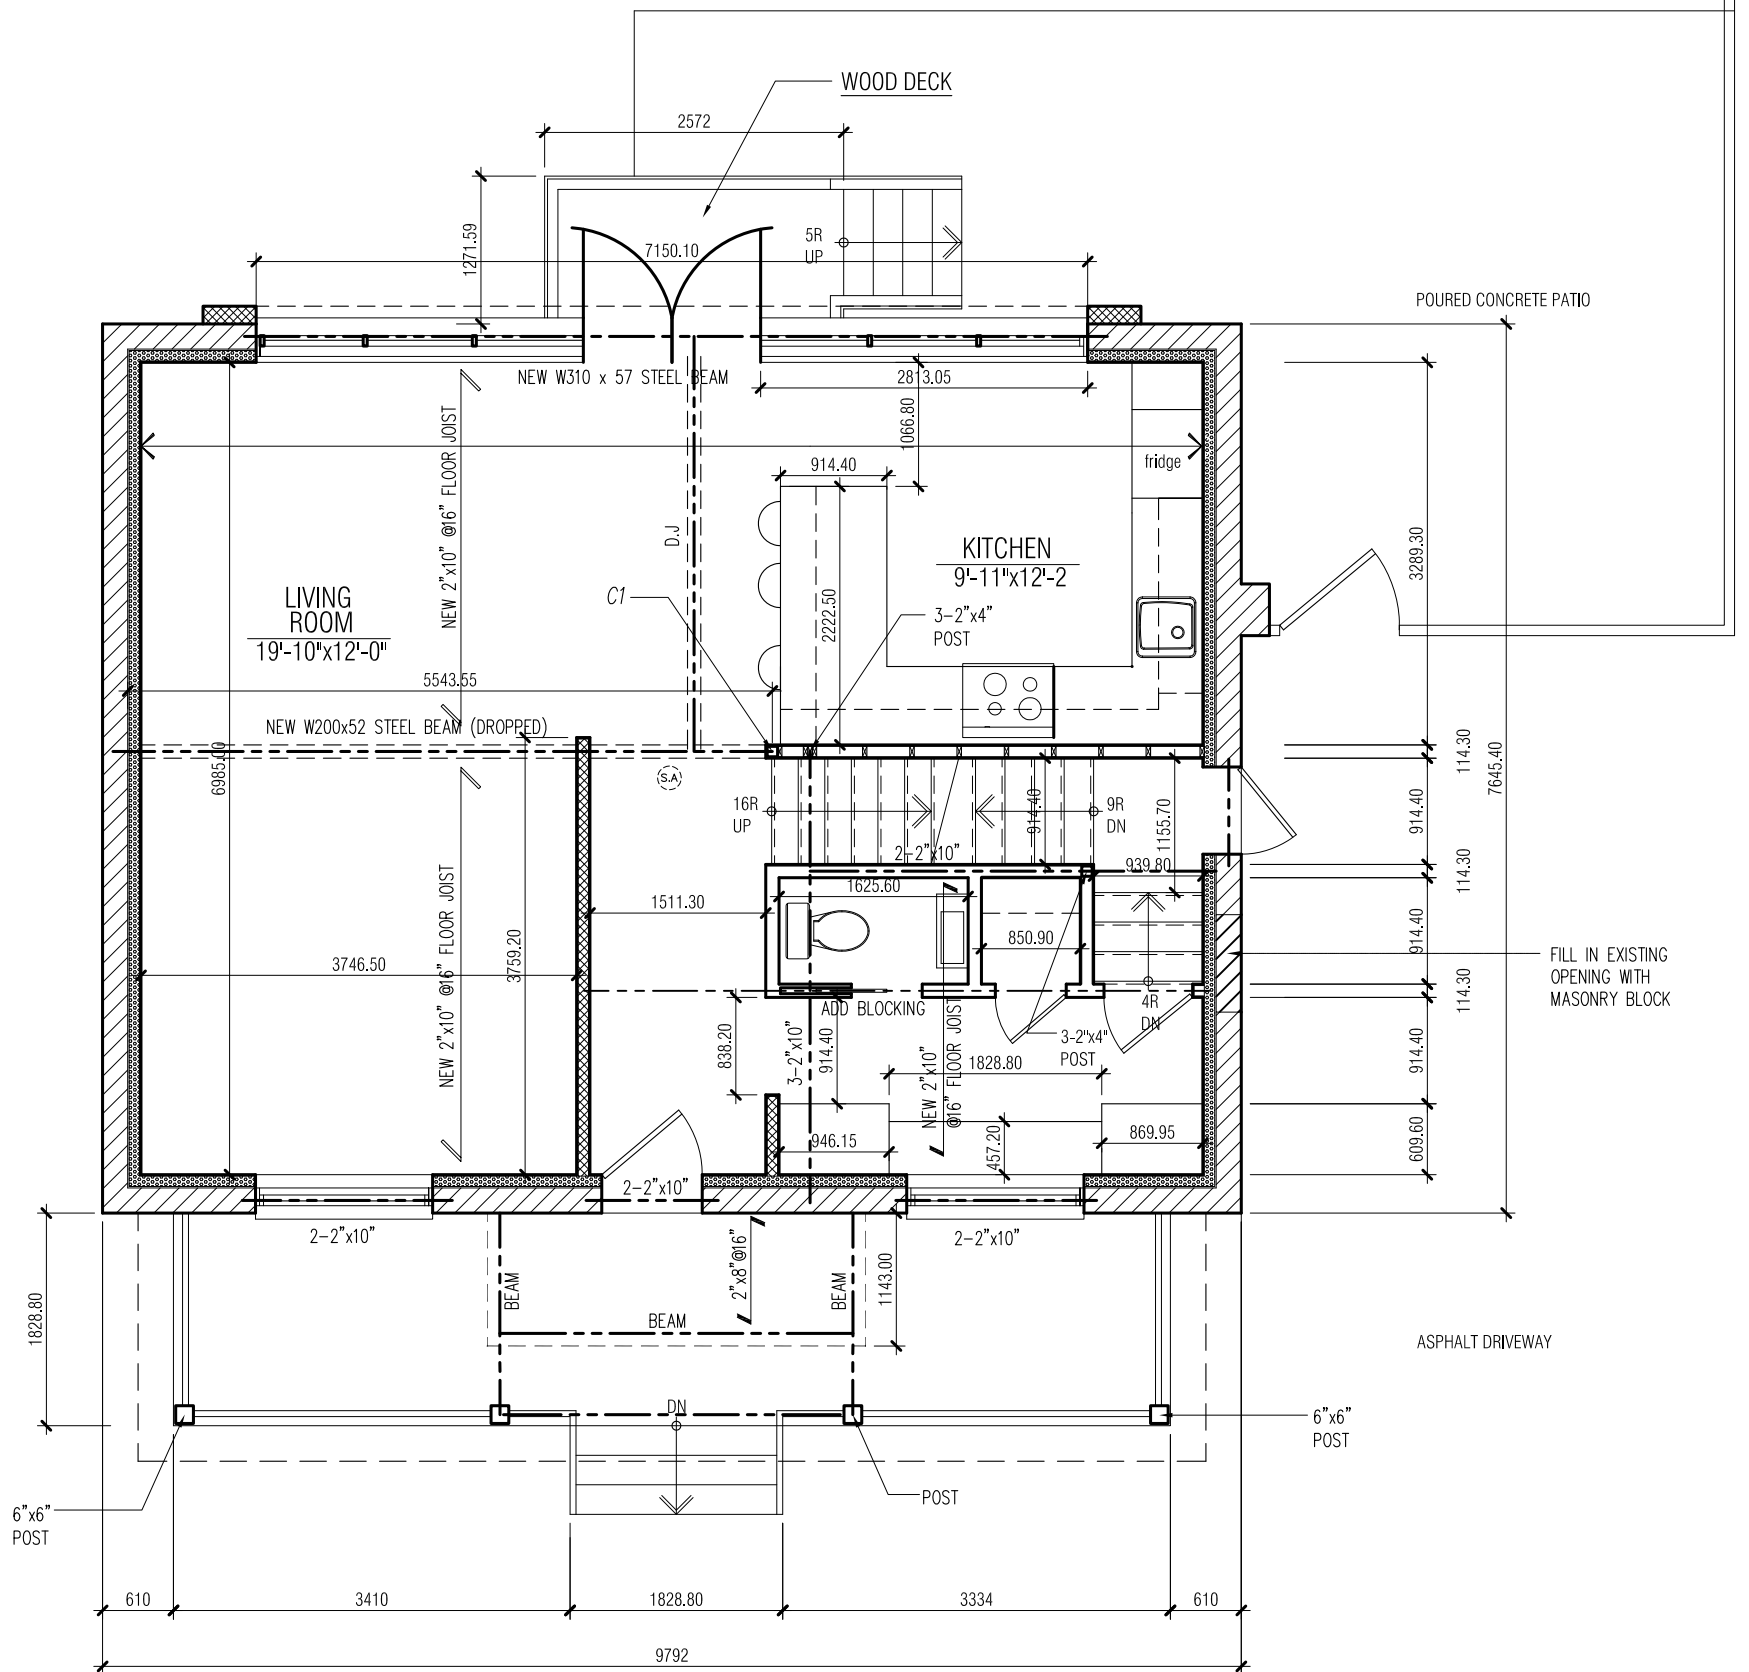 WOOD DECK
2572
1271.59
7150.10
5R
UP
POURED CONCRETE PATIO
NEW W310 x 57 STEEL BEAM
2813.05
1066.80
NEW 2"x10" @16" FLOOR JOIST
914.40
fridge
D.J
KITCHEN
9'-11"x12'-2
3289.30
LIVING
ROOM
19'-10"x12'-0"
C1
2222.50
3-2"x4"
POST
5543.55
NEW W200x52 STEEL BEAM (DROPPED)
6985.00
S.A
114.30
7645.40
16R
UP
914.40
9R
DN
1155.70
914.40
2-2"x10"
939.80
114.30
1625.60
1511.30
3746.50
3759.20
NEW 2"x10" @16" FLOOR JOIST
850.90
914.40
FILL IN EXISTING
OPENING WITH
MASONRY BLOCK
114.30
4R
DN
ADD BLOCKING
838.20
3-2"x10"
914.40
NEW 2"x10"
@16" FLOOR JOIST
3-2"x4"
POST
1828.80
914.40
946.15
457.20
869.95
609.60
2-2"x10"
2-2"x10"
2-2"x10"
2"x8"@16"
1143.00
BEAM
BEAM
BEAM
1828.80
ASPHALT DRIVEWAY
DN
6"x6"
POST
POST
6"x6"
POST
610
3410
1828.80
3334
610
9792